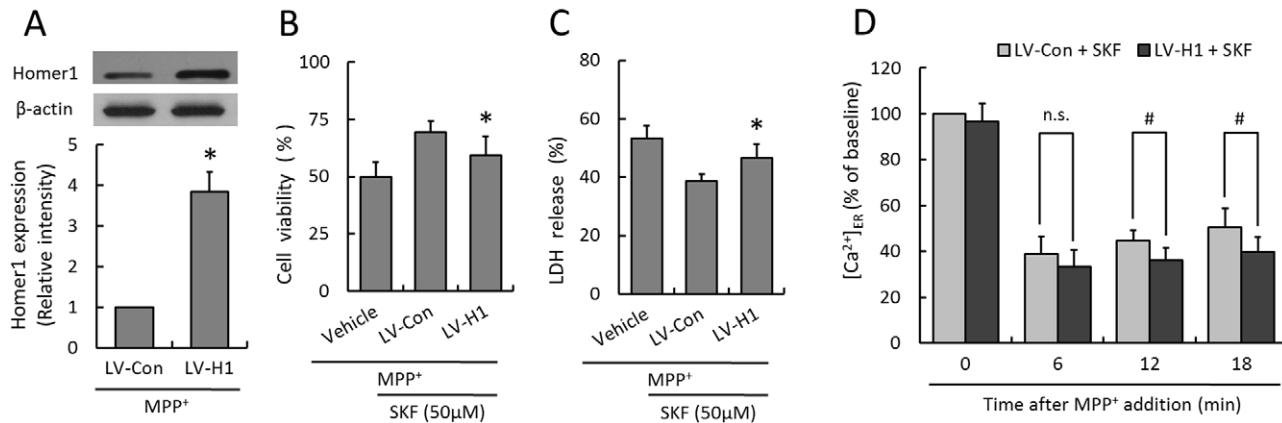 A
Homer1
β-actin
Homer1 expression
(Relative intensity)
5
4
3
2
1
0
*
LV-Con
LV-H1
MPP⁺
B
Cell viability (%)
100
75
50
25
0
*
Vehicle
LV-Con
LV-H1
MPP⁺
SKF (50μM)
C
LDH release (%)
80
60
40
20
0
*
Vehicle
LV-Con
LV-H1
MPP⁺
SKF (50μM)
D
LV-Con + SKF
LV-H1 + SKF
[Ca²⁺]ER (% of baseline)
120
100
80
60
40
20
0
n.s.
#
#
0
6
12
18
Time after MPP⁺ addition (min)